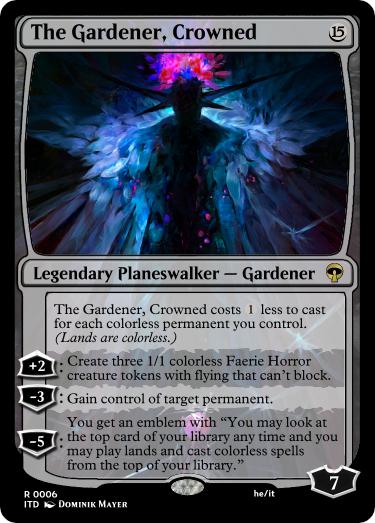 The Gardener, Crowned 15
Legendary Planeswalker — Gardener
The Gardener, Crowned costs 1 less to cast
for each colorless permanent you control.
(Lands are colorless.)
+2: Create three 1/1 colorless Faerie Horror
creature tokens with flying that can't block.
-3: Gain control of target permanent.
You get an emblem with “You may look at
-5: the top card of your library any time and you
may play lands and cast colorless spells
from the top of your library.”
7
R 0006 he/it
ITD Dominik Mayer